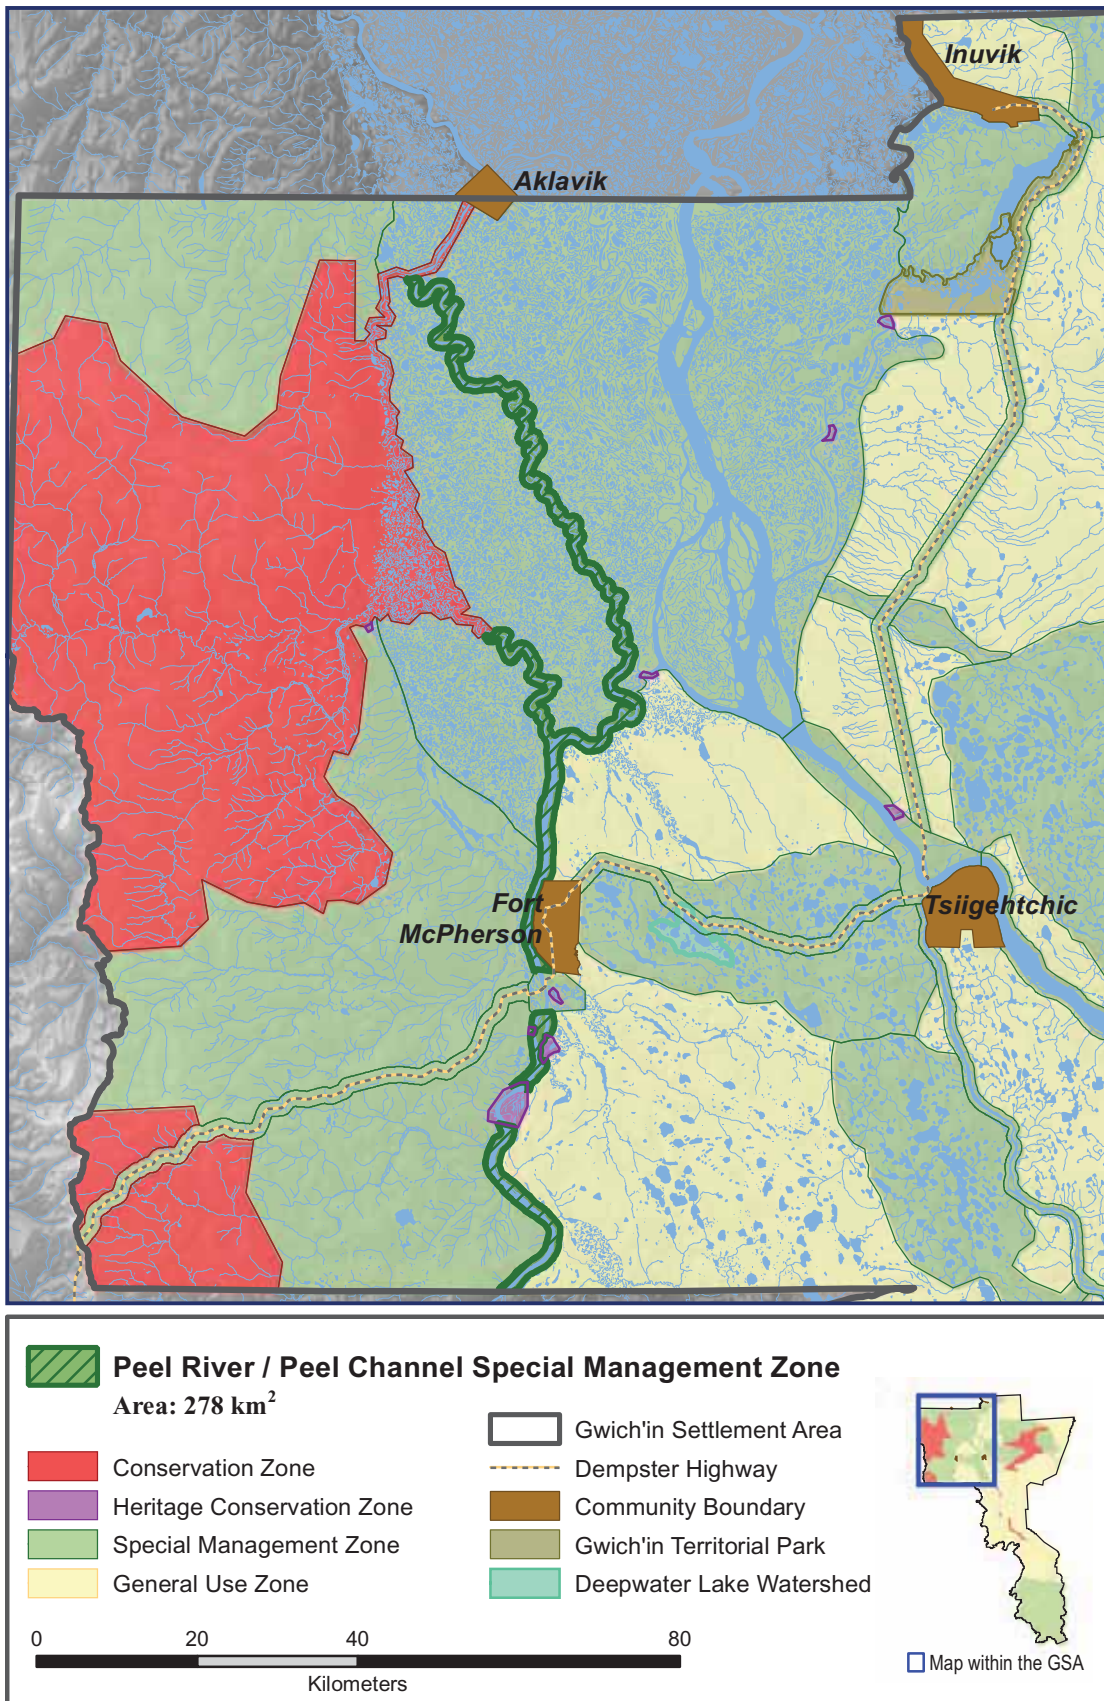 Inuvik
Aklavik
Fort
McPherson
Tsiigehtchic
Peel River / Peel Channel Special Management Zone
Area: 278 km²
Conservation Zone
Heritage Conservation Zone
Special Management Zone
General Use Zone
Gwich'in Settlement Area
Dempster Highway
Community Boundary
Gwich'in Territorial Park
Deepwater Lake Watershed
0 20 40 80
Kilometers
Map within the GSA